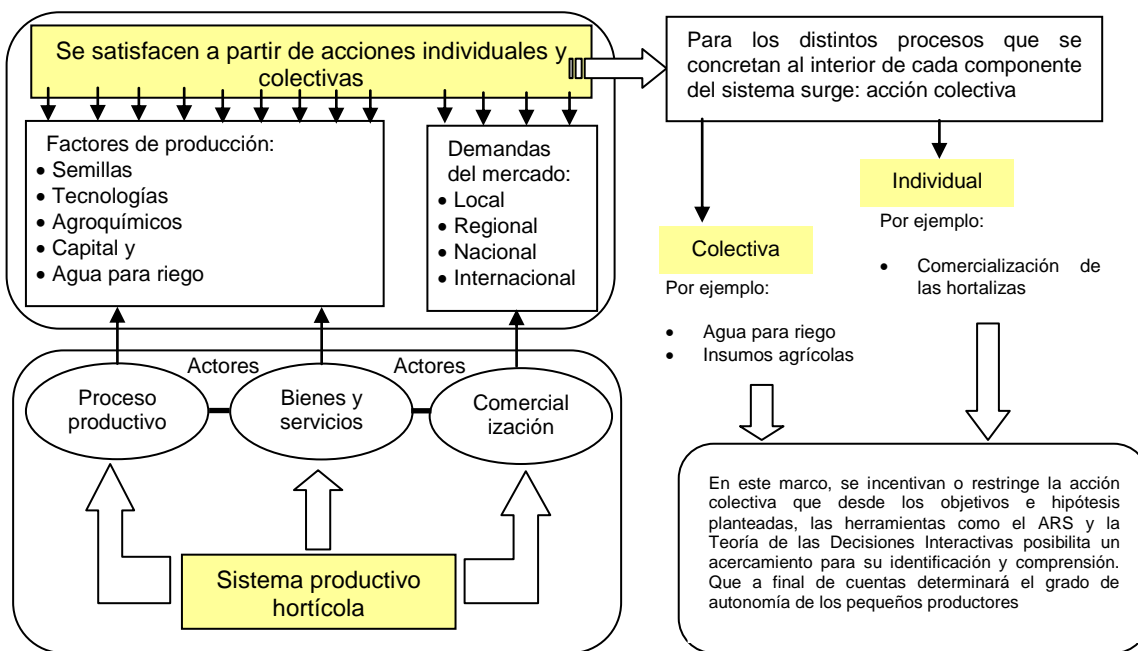 Se satisfacen a partir de acciones individuales y
colectivas
Factores de producción:
• Semillas
• Tecnologías
• Agroquímicos
• Capital y
• Agua para riego
Demandas
del mercado:
• Local
• Regional
• Nacional
• Internacional
Actores
Actores
Proceso
productivo
Bienes y
servicios
Comercial
ización
Sistema productivo
hortícola
Para los distintos procesos que se
concretan al interior de cada componente
del sistema surge: acción colectiva
Colectiva
Por ejemplo:
• Agua para riego
• Insumos agrícolas
Individual
Por ejemplo:
• Comercialización de
las hortalizas
En este marco, se incentivan o restringe la acción
colectiva que desde los objetivos e hipótesis
planteadas, las herramientas como el ARS y la
Teoría de las Decisiones Interactivas posibilita un
acercamiento para su identificación y comprensión.
Que a final de cuentas determinará el grado de
autonomía de los pequeños productores